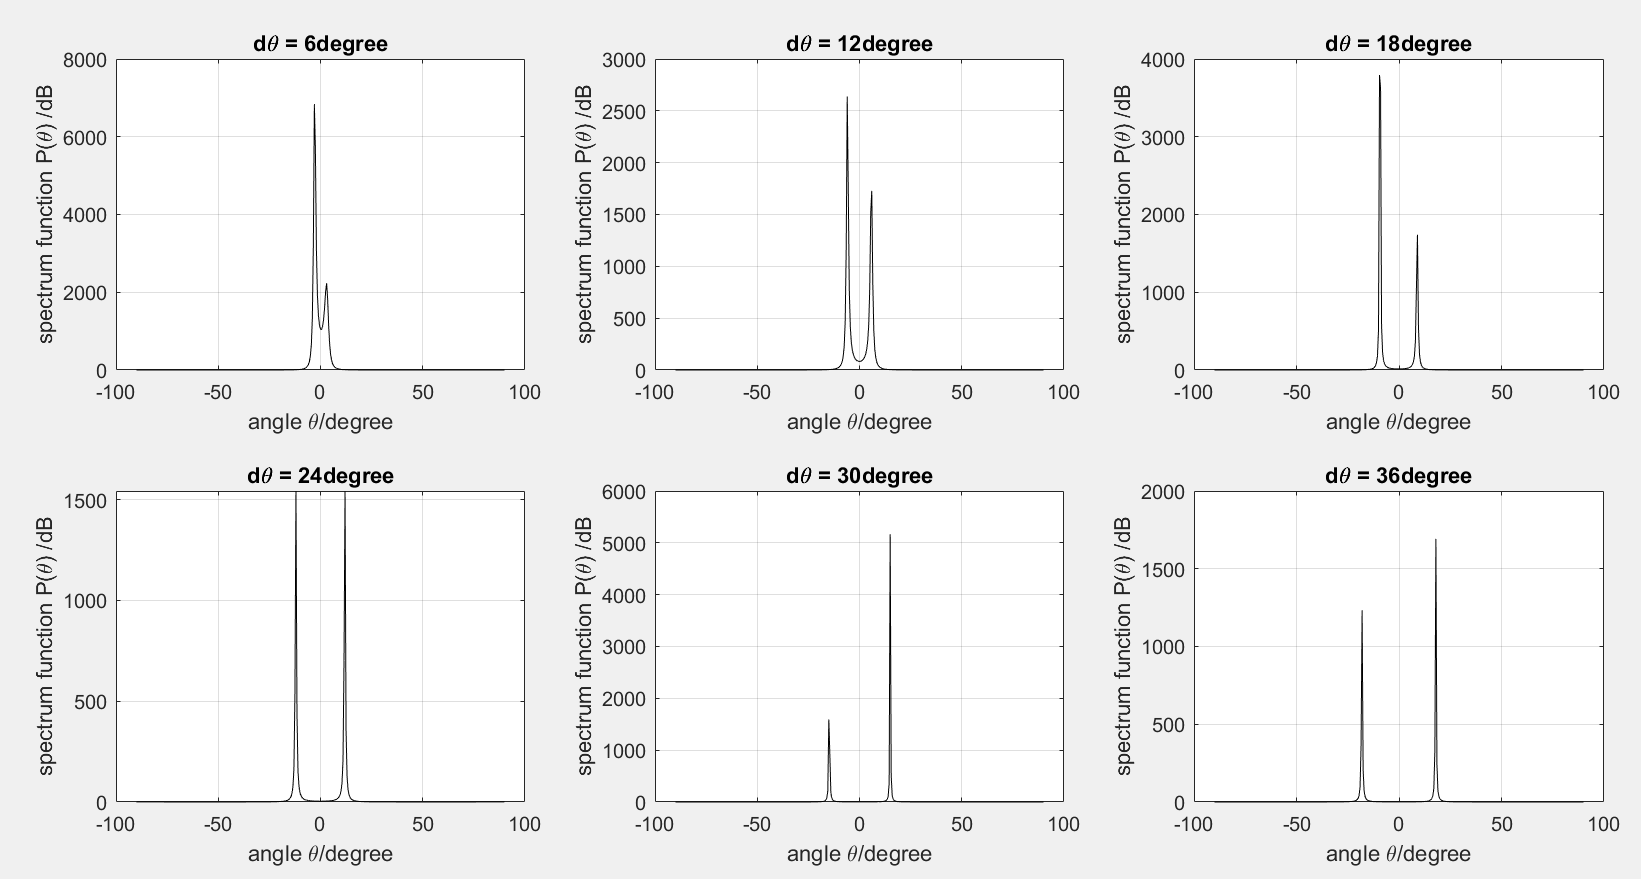 dθ = 6degree
8000
6000
4000
2000
0
spectrum function P(θ) /dB
-100 -50 0 50 100
angle θ/degree
dθ = 12degree
3000
2500
2000
1500
1000
500
0
spectrum function P(θ) /dB
-100 -50 0 50 100
angle θ/degree
dθ = 18degree
4000
3000
2000
1000
0
spectrum function P(θ) /dB
-100 -50 0 50 100
angle θ/degree
dθ = 24degree
1500
1000
500
0
spectrum function P(θ) /dB
-100 -50 0 50 100
angle θ/degree
dθ = 30degree
6000
5000
4000
3000
2000
1000
0
spectrum function P(θ) /dB
-100 -50 0 50 100
angle θ/degree
dθ = 36degree
2000
1500
1000
500
0
spectrum function P(θ) /dB
-100 -50 0 50 100
angle θ/degree